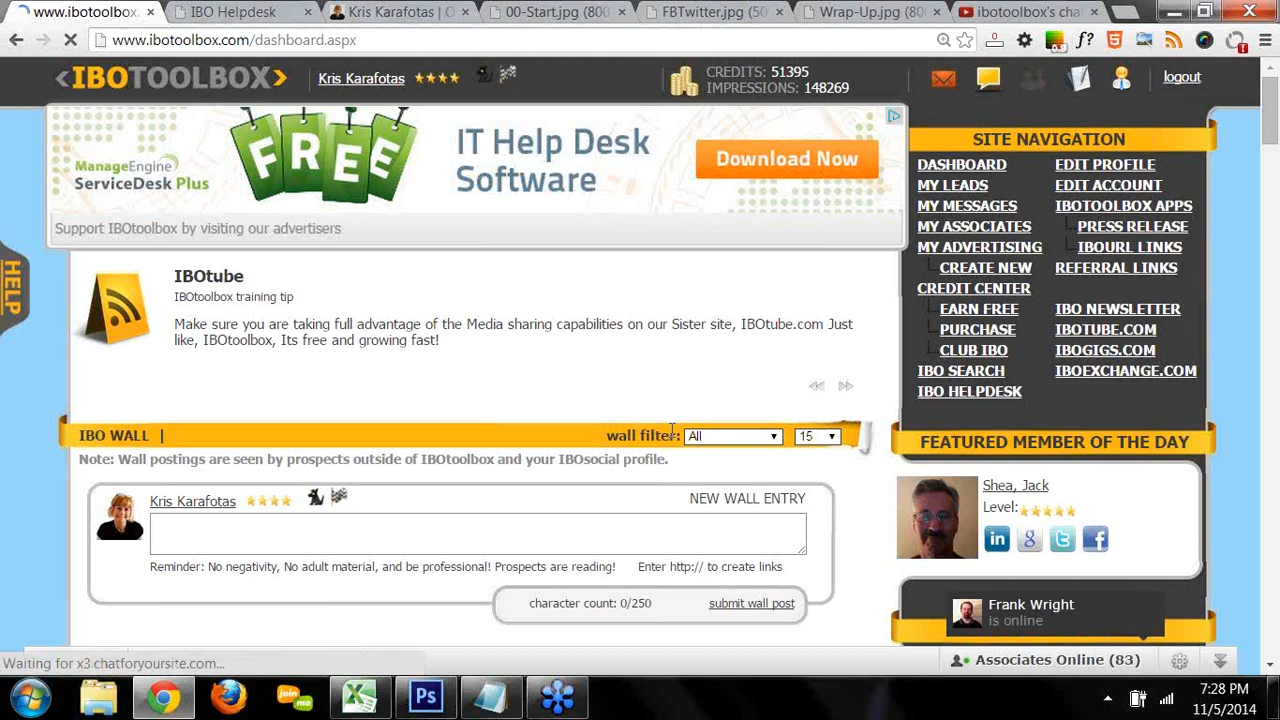 www.ibotoolbox.
IBO Helpdesk
Kris Karafotas | O
00-Start.jpg (800
FBTwitter.jpg (50
Wrap-Up.jpg (800
ibotoolbox's cha
www.ibotoolbox.com/dashboard.aspx
<IBOTOOLBOX>
Kris Karafotas
CREDITS: 51395
IMPRESSIONS: 148269
logout
ManageEngine
ServiceDesk Plus
FREE
IT Help Desk
Software
Download Now
Support IBOtoolbox by visiting our advertisers
HELP
IBOtube
IBOtoolbox training tip
Make sure you are taking full advantage of the Media sharing capabilities on our Sister site, IBOtube.com Just
like, IBOtoolbox, Its free and growing fast!
IBO WALL |
wall filter:
All
15
Note: Wall postings are seen by prospects outside of IBOtoolbox and your IBOsocial profile.
Kris Karafotas
NEW WALL ENTRY
Reminder: No negativity, No adult material, and be professional! Prospects are reading!
Enter http:// to create links
character count: 0/250
submit wall post
SITE NAVIGATION
DASHBOARD
EDIT PROFILE
MY LEADS
EDIT ACCOUNT
MY MESSAGES
IBOTOOLBOX APPS
MY ASSOCIATES
PRESS RELEASE
MY ADVERTISING
IBOURL LINKS
CREATE NEW
REFERRAL LINKS
CREDIT CENTER
EARN FREE
IBO NEWSLETTER
PURCHASE
IBOTUBE.COM
CLUB IBO
IBOGIGS.COM
IBO SEARCH
IBOEXCHANGE.COM
IBO HELPDESK
FEATURED MEMBER OF THE DAY
Shea, Jack
Level:
in
g
t
f
Frank Wright
is online
Associates Online (83)
Waiting for x3.chatforyoursite.com...
join
me
Ps
7:28 PM
11/5/2014